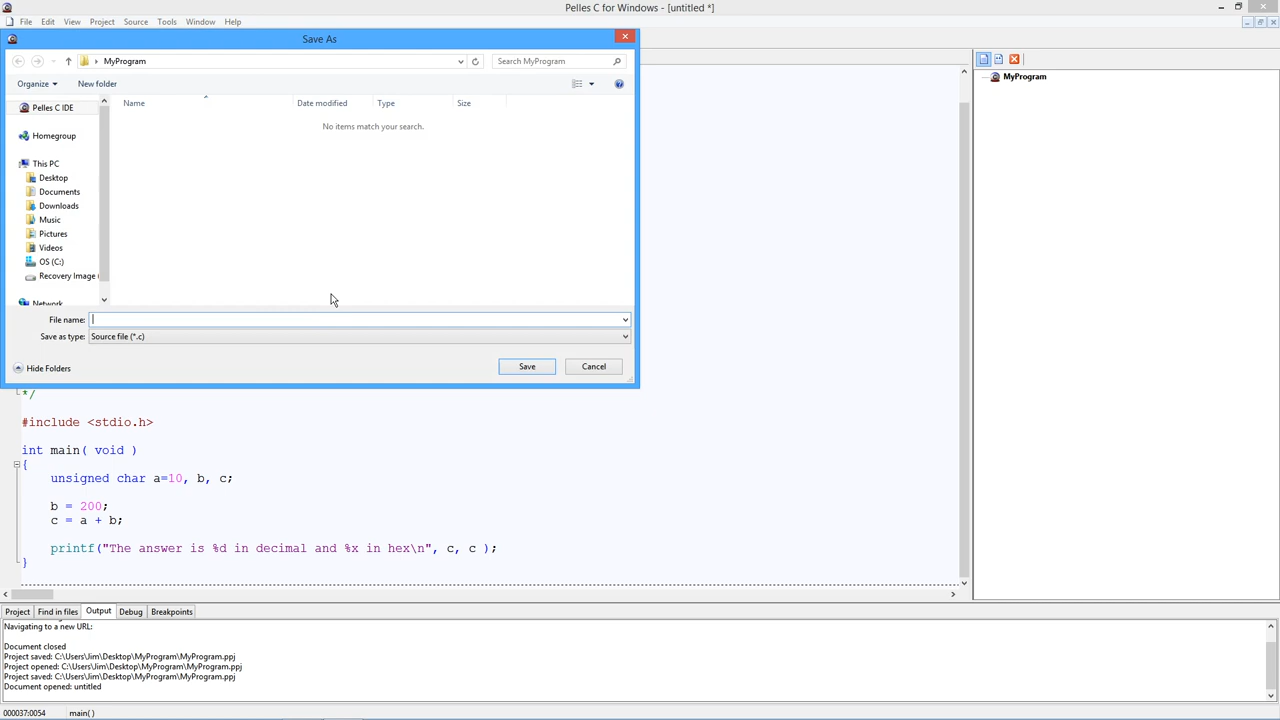 Pelles C for Windows - [untitled *]
File Edit View Project Source Tools Window Help
Save As
MyProgram
Search MyProgram
Organize New folder
Name Date modified Type Size
No items match your search.
Pelles C IDE
Homegroup
This PC
Desktop
Documents
Downloads
Music
Pictures
Videos
OS (C:)
Recovery Image (
Network
File name:
Save as type: Source file (*.c)
Hide Folders Save Cancel
MyProgram
*/
#include <stdio.h>
int main( void )
{
unsigned char a=10, b, c;
b = 200;
c = a + b;
printf("The answer is %d in decimal and %x in hex\n", c, c );
}
Project Find in files Output Debug Breakpoints
Navigating to a new URL:
Document closed
Project saved: C:\Users\Jim\Desktop\MyProgram\MyProgram.ppj
Project opened: C:\Users\Jim\Desktop\MyProgram\MyProgram.ppj
Project saved: C:\Users\Jim\Desktop\MyProgram\MyProgram.ppj
Document opened: untitled
000037:0054 main( )